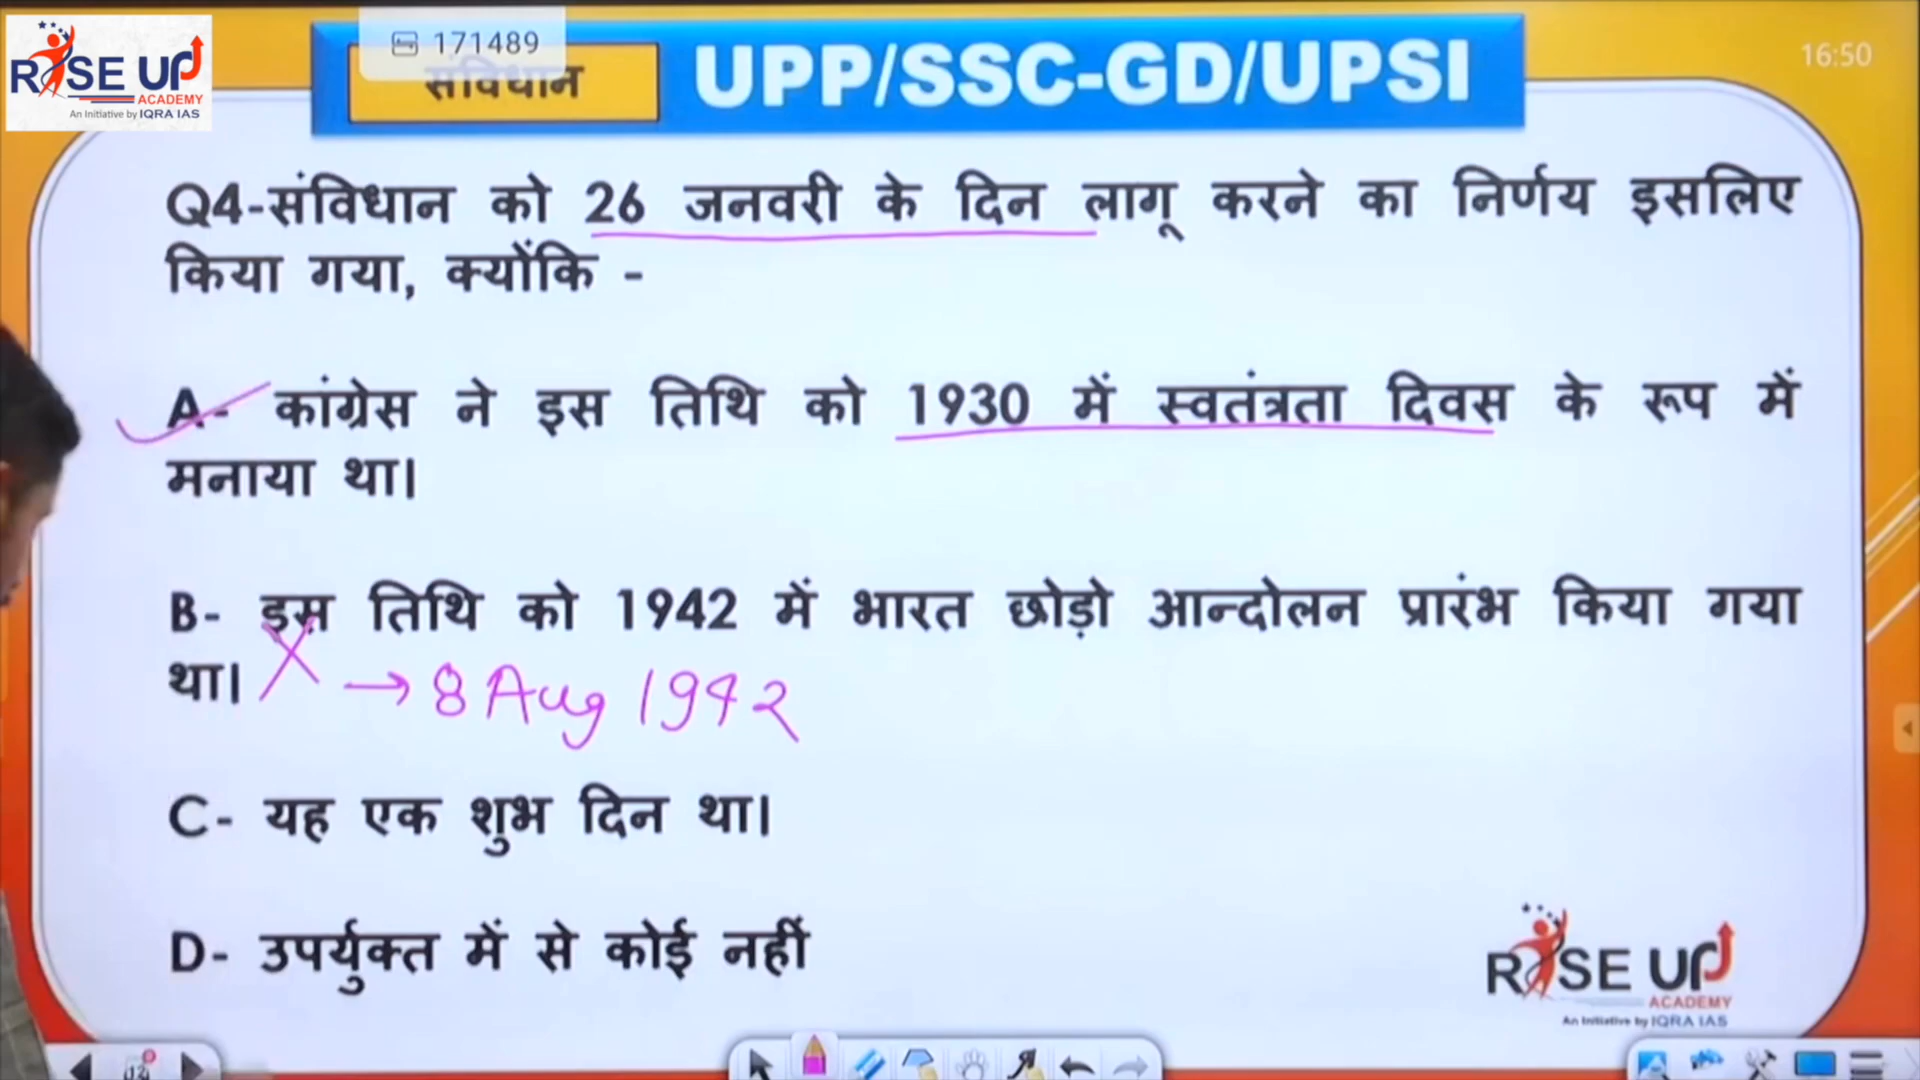 RISE UP
ACADEMY
An Initiative by IQRA IAS
171489
संविधान
UPP/SSC-GD/UPSI
16:50
Q4-संविधान को 26 जनवरी के दिन लागू करने का निर्णय इसलिए
किया गया, क्योंकि -
A- कांग्रेस ने इस तिथि को 1930 में स्वतंत्रता दिवस के रूप में
मनाया था।
B- इस तिथि को 1942 में भारत छोड़ो आन्दोलन प्रारंभ किया गया
था। X → 8 Aug 1942
C- यह एक शुभ दिन था।
D- उपर्युक्त में से कोई नहीं
RISE UP
ACADEMY
An Initiative by IQRA IAS